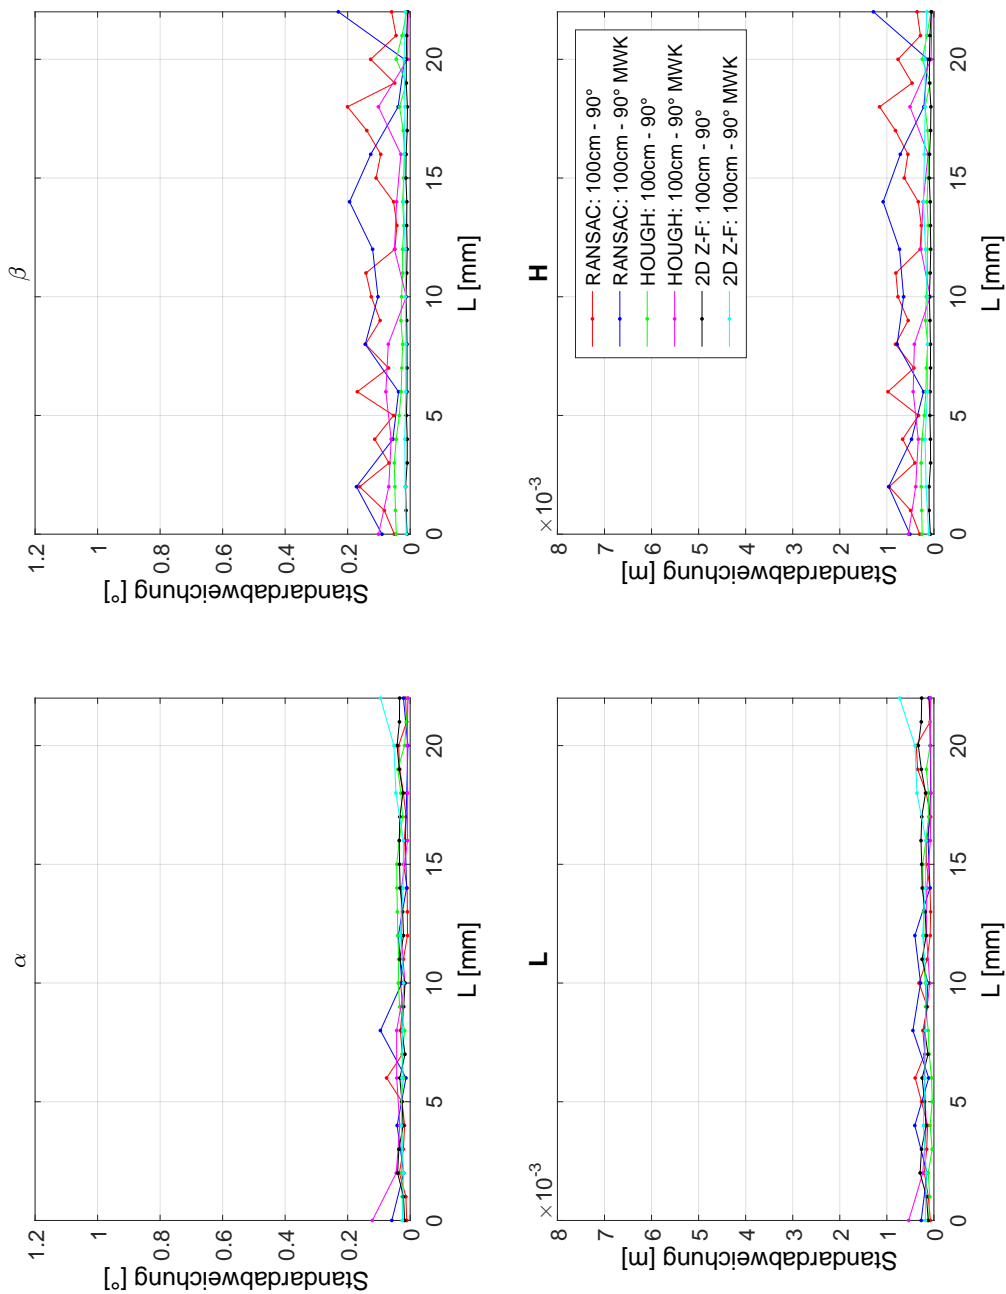 α
Standardabweichung [°]
1.2
1
0.8
0.6
0.4
0.2
0
0 5 10 15 20
L [mm]
β
Standardabweichung [°]
1.2
1
0.8
0.6
0.4
0.2
0
0 5 10 15 20
L [mm]
L
×10⁻³
Standardabweichung [m]
8
7
6
5
4
3
2
1
0
0 5 10 15 20
L [mm]
H
×10⁻³
Standardabweichung [m]
8
7
6
5
4
3
2
1
0
0 5 10 15 20
L [mm]
RANSAC: 100cm - 90°
RANSAC: 100cm - 90° MWK
HOUGH: 100cm - 90°
HOUGH: 100cm - 90° MWK
2D Z-F: 100cm - 90°
2D Z-F: 100cm - 90° MWK